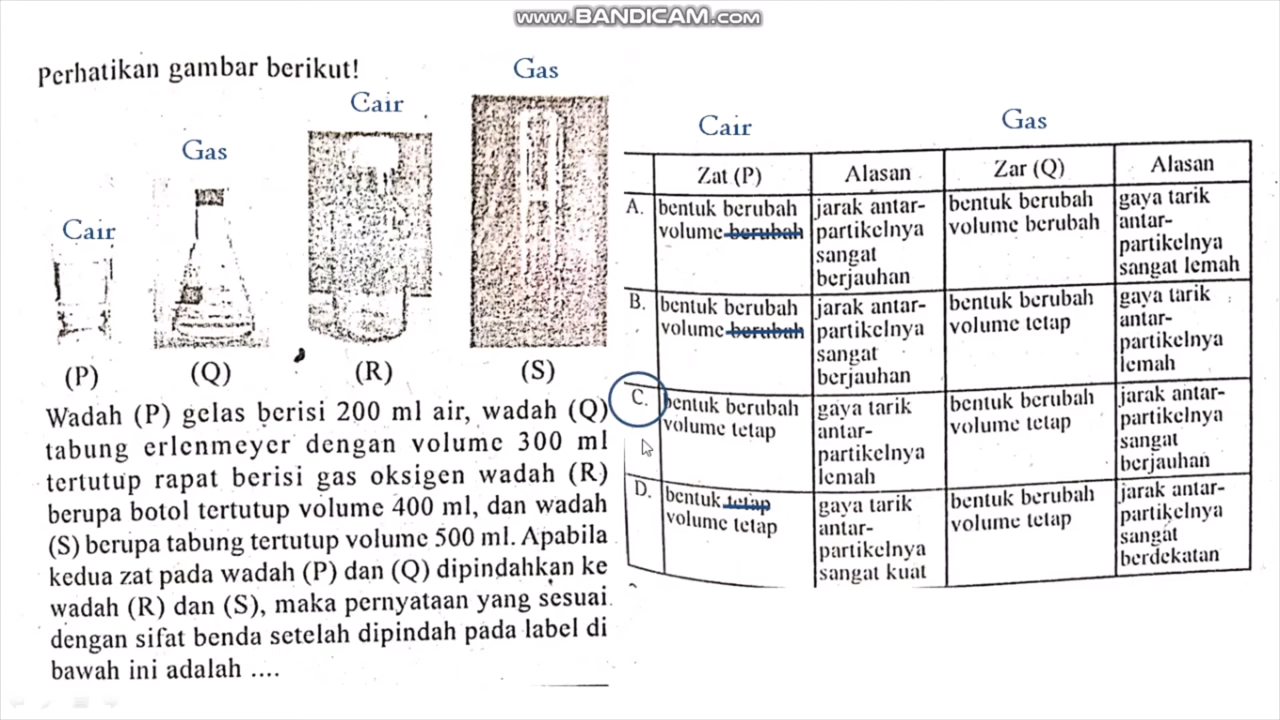 www.BANDICAM.com
Perhatikan gambar berikut!
Cair
Gas
Cair
Gas
(P)
(Q)
(R)
(S)
Wadah (P) gelas berisi 200 ml air, wadah (Q)
tabung erlenmeyer dengan volume 300 ml
tertutup rapat berisi gas oksigen wadah (R)
berupa botol tertutup volume 400 ml, dan wadah
(S) berupa tabung tertutup volume 500 ml. Apabila
kedua zat pada wadah (P) dan (Q) dipindahkan ke
wadah (R) dan (S), maka pernyataan yang sesuai
dengan sifat benda setelah dipindah pada label di
bawah ini adalah ....
Cair
Gas
Zat (P)
Alasan
Zar (Q)
Alasan
A.
bentuk berubah
volume berubah
jarak antar-
partikelnya
sangat
berjauhan
bentuk berubah
volume berubah
gaya tarik
antar-
partikelnya
sangat lemah
B.
bentuk berubah
volume berubah
jarak antar-
partikelnya
sangat
berjauhan
bentuk berubah
volume tetap
gaya tarik
antar-
partikelnya
lemah
C.
bentuk berubah
volume tetap
gaya tarik
antar-
partikelnya
lemah
bentuk berubah
volume tetap
jarak antar-
partikelnya
sangat
berjauhan
D.
bentuk tetap
volume tetap
gaya tarik
antar-
partikelnya
sangat kuat
bentuk berubah
volume tetap
jarak antar-
partikelnya
sangat
berdekatan